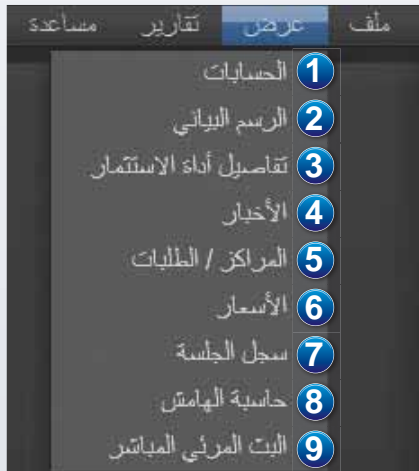 ملف عرض تقارير مساعدة
1 الحسابات
2 الرسم البياني
3 تفاصيل أداة الاستثمار
4 الأخبار
5 المراكز / الطلبات
6 الأسعار
7 سجل الجلسة
8 حاسبة الهامش
9 البث المرئي المباشر